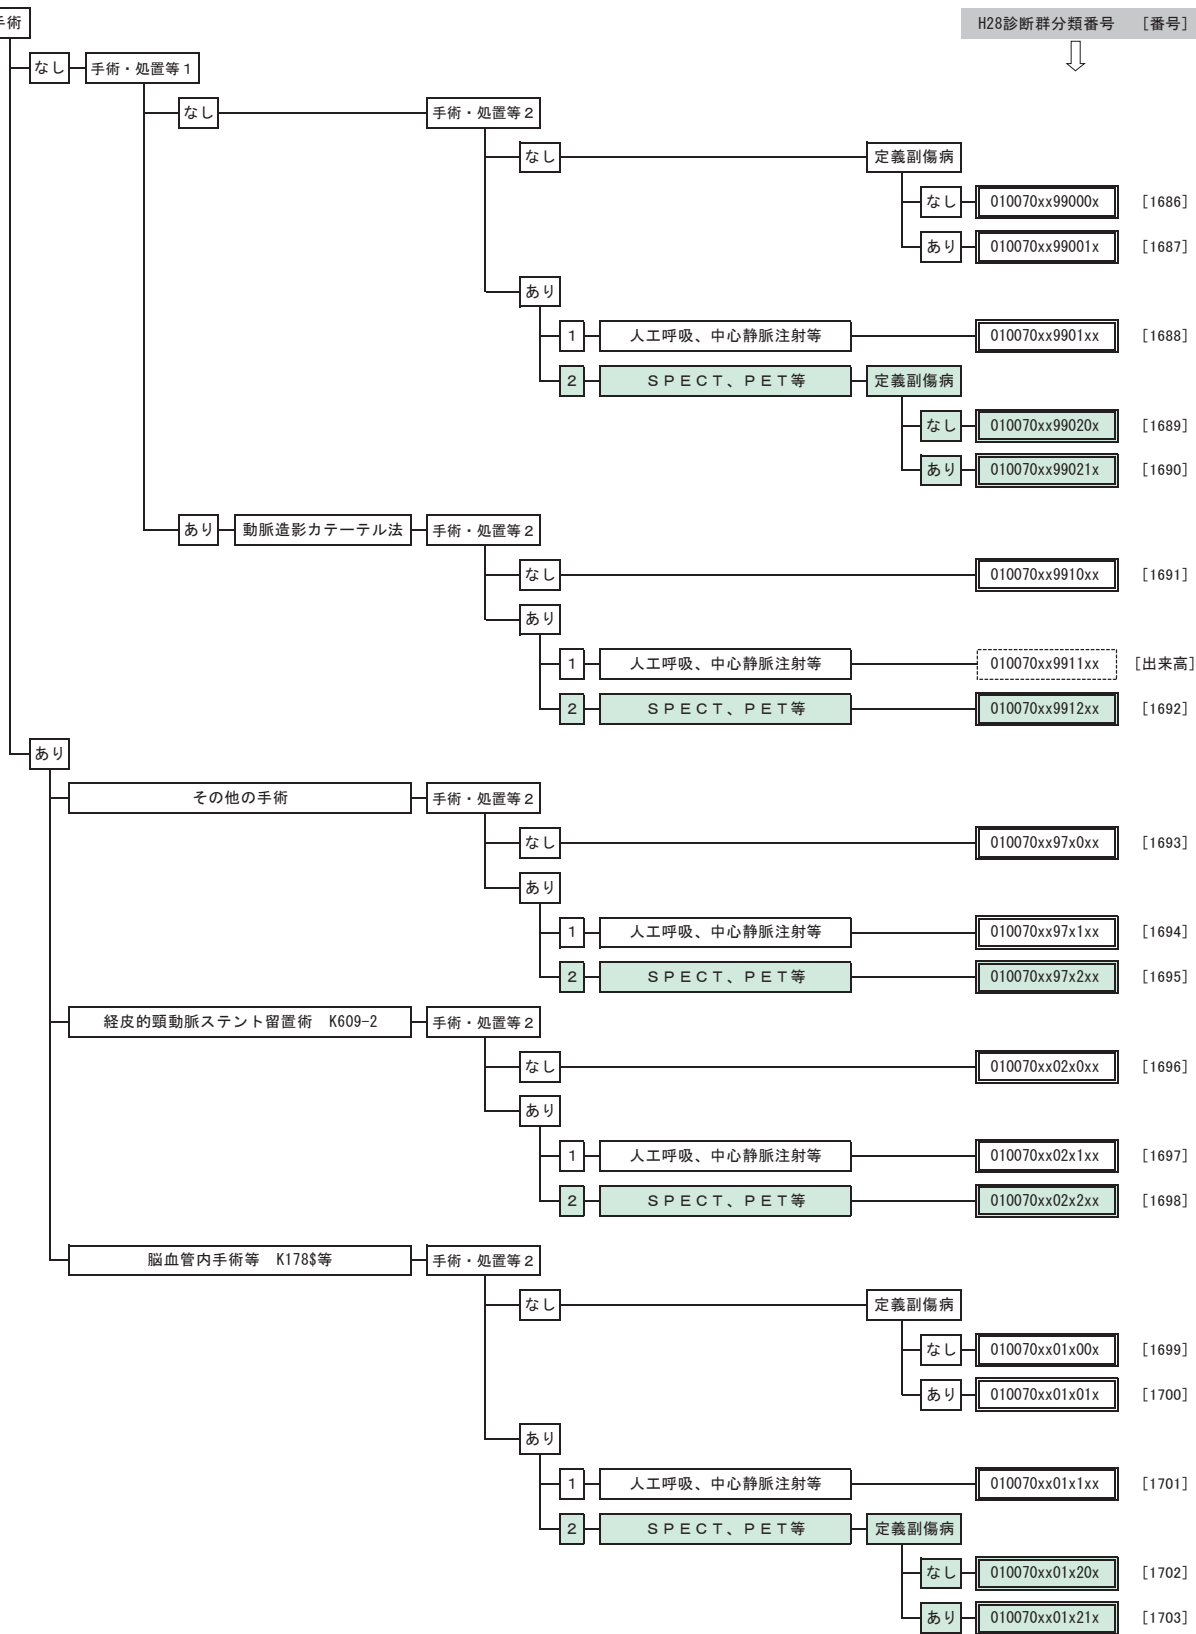 手術
H28診断群分類番号 [番号]
なし 手術・処置等1
なし 手術・処置等2
なし 定義副傷病
なし 010070xx99000x [1686]
あり 010070xx99001x [1687]
あり
1 人工呼吸、中心静脈注射等 010070xx9901xx [1688]
2 SPECT、PET等 定義副傷病
なし 010070xx99020x [1689]
あり 010070xx99021x [1690]
あり 動脈造影カテーテル法 手術・処置等2
なし 010070xx9910xx [1691]
あり
1 人工呼吸、中心静脈注射等 010070xx9911xx [出来高]
2 SPECT、PET等 010070xx9912xx [1692]
あり
その他の手術 手術・処置等2
なし 010070xx97x0xx [1693]
あり
1 人工呼吸、中心静脈注射等 010070xx97x1xx [1694]
2 SPECT、PET等 010070xx97x2xx [1695]
経皮的頸動脈ステント留置術 K609-2 手術・処置等2
なし 010070xx02x0xx [1696]
あり
1 人工呼吸、中心静脈注射等 010070xx02x1xx [1697]
2 SPECT、PET等 010070xx02x2xx [1698]
脳血管内手術等 K178$等 手術・処置等2
なし 定義副傷病
なし 010070xx01x00x [1699]
あり 010070xx01x01x [1700]
あり
1 人工呼吸、中心静脈注射等 010070xx01x1xx [1701]
2 SPECT、PET等 定義副傷病
なし 010070xx01x20x [1702]
あり 010070xx01x21x [1703]